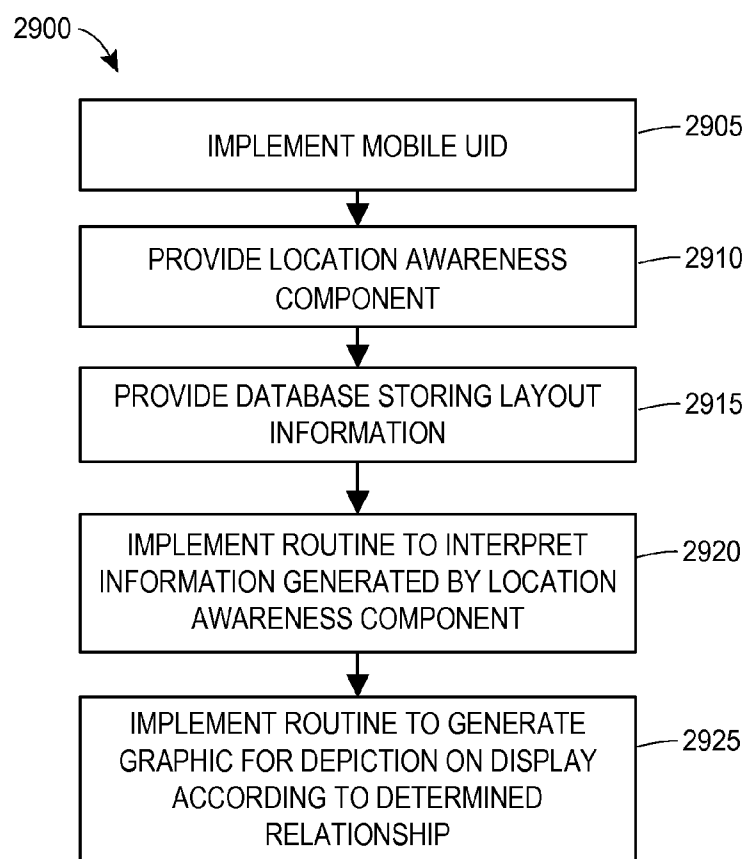 2900
IMPLEMENT MOBILE UID
2905
PROVIDE LOCATION AWARENESS
COMPONENT
2910
PROVIDE DATABASE STORING LAYOUT
INFORMATION
2915
IMPLEMENT ROUTINE TO INTERPRET
INFORMATION GENERATED BY LOCATION
AWARENESS COMPONENT
2920
IMPLEMENT ROUTINE TO GENERATE
GRAPHIC FOR DEPICTION ON DISPLAY
ACCORDING TO DETERMINED
RELATIONSHIP
2925